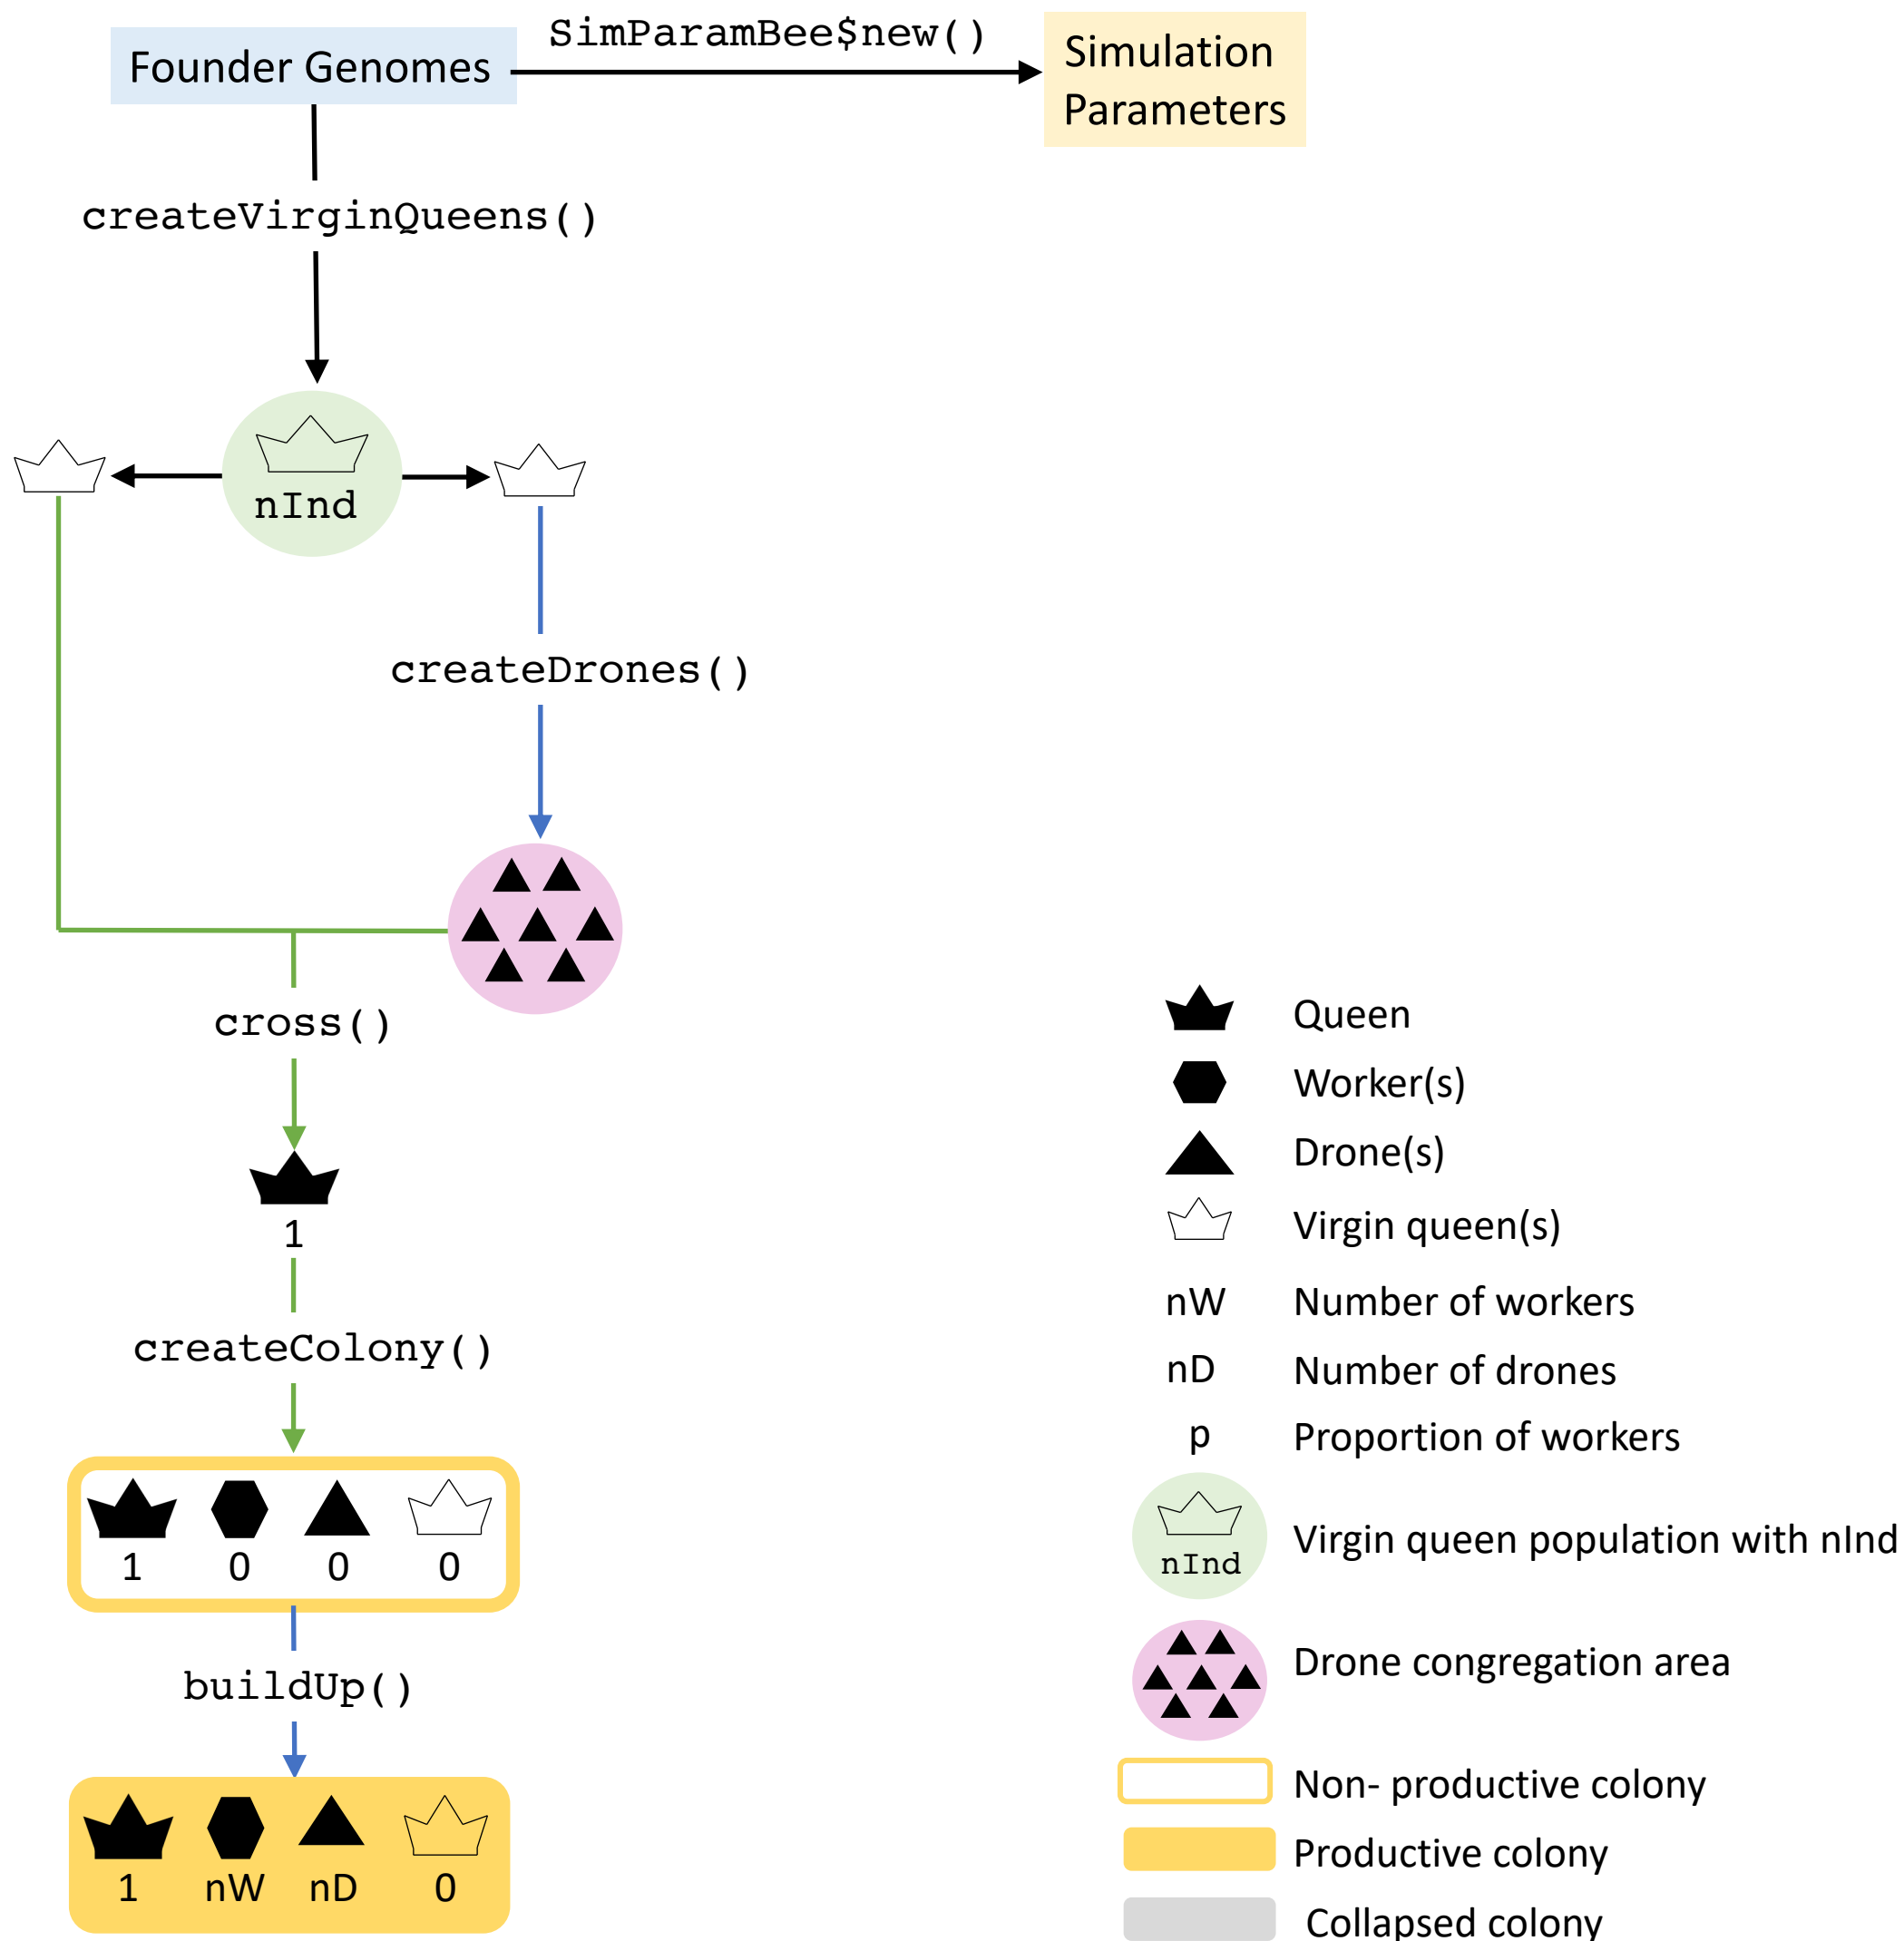 Founder Genomes
SimParamBee$new()
Simulation
Parameters
createVirginQueens()
nInd
createDrones()
cross()
1
createColony()
1 0 0 0
buildUp()
1 nW nD 0
Queen
Worker(s)
Drone(s)
Virgin queen(s)
nW Number of workers
nD Number of drones
p Proportion of workers
nInd Virgin queen population with nInd
Drone congregation area
Non- productive colony
Productive colony
Collapsed colony